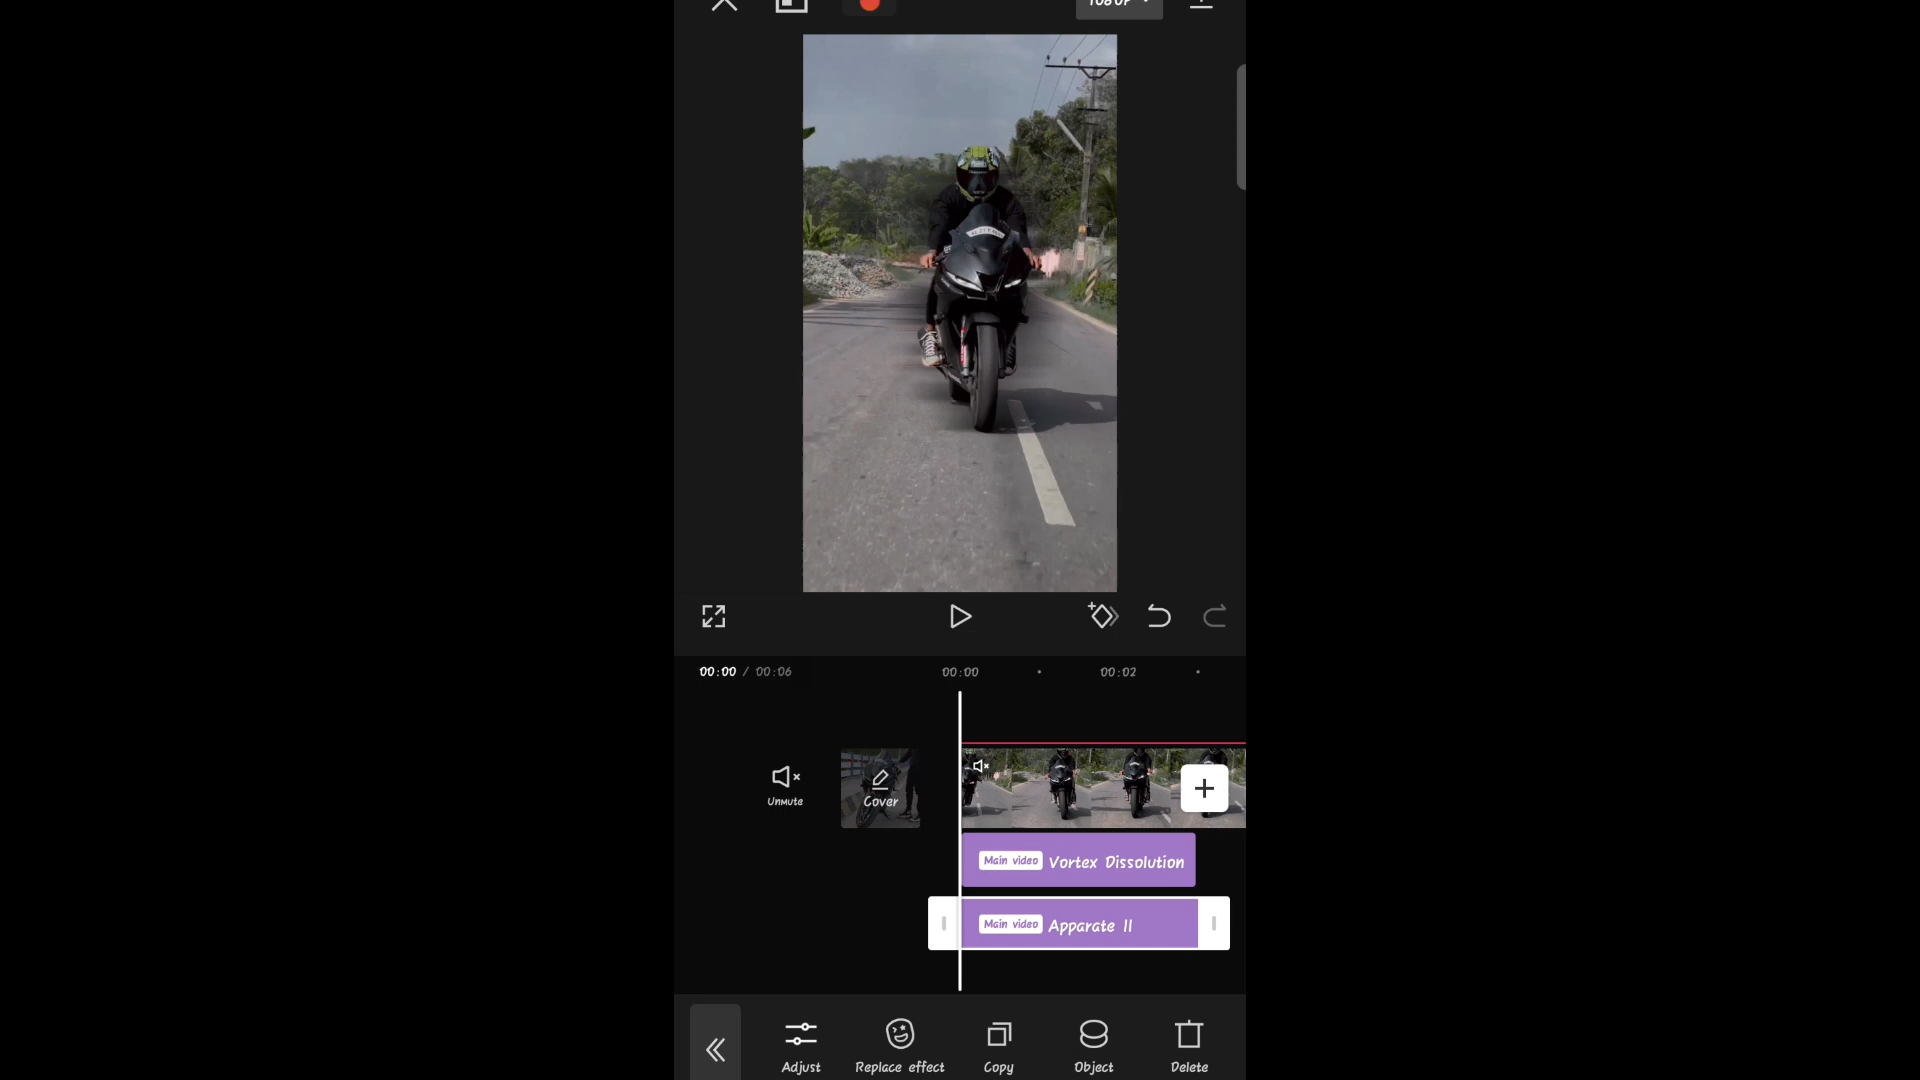 1080P
00:00 / 00:06
00:00
00:02
Unmute
Cover
Main video Vortex Dissolution
Main video Apparate II
Adjust
Replace effect
Copy
Object
Delete